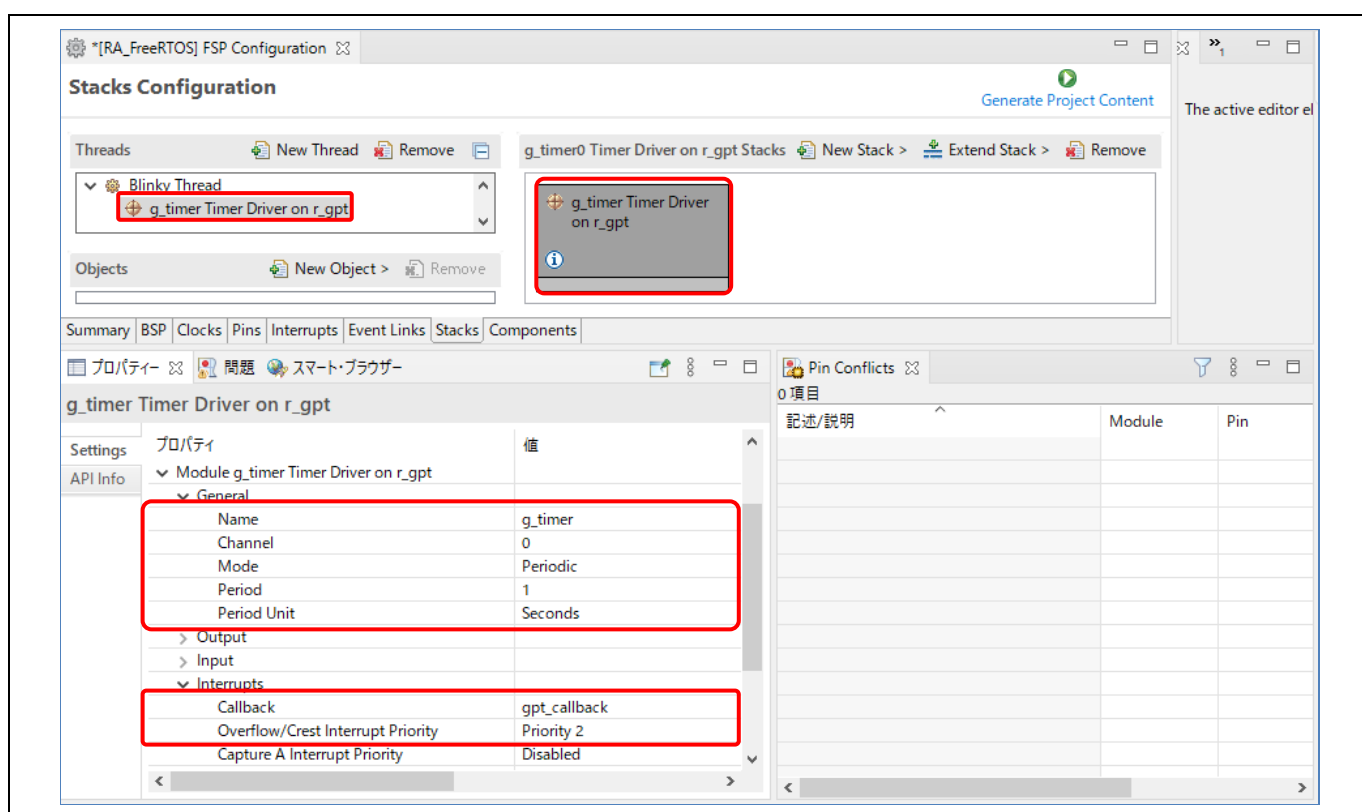 *[RA_FreeRTOS] FSP Configuration
Stacks Configuration
Generate Project Content
The active editor el
Threads New Thread Remove
g_timer0 Timer Driver on r_gpt Stacks New Stack > Extend Stack > Remove
Blinky Thread
g_timer Timer Driver on r_gpt
g_timer Timer Driver
on r_gpt
Objects New Object > Remove
Summary BSP Clocks Pins Interrupts Event Links Stacks Components
プロパティー 問題 スマート・ブラウザー
Pin Conflicts
0 項目
g_timer Timer Driver on r_gpt
記述/説明 Module Pin
Settings
API Info
プロパティ 値
Module g_timer Timer Driver on r_gpt
General
Name g_timer
Channel 0
Mode Periodic
Period 1
Period Unit Seconds
Output
Input
Interrupts
Callback gpt_callback
Overflow/Crest Interrupt Priority Priority 2
Capture A Interrupt Priority Disabled